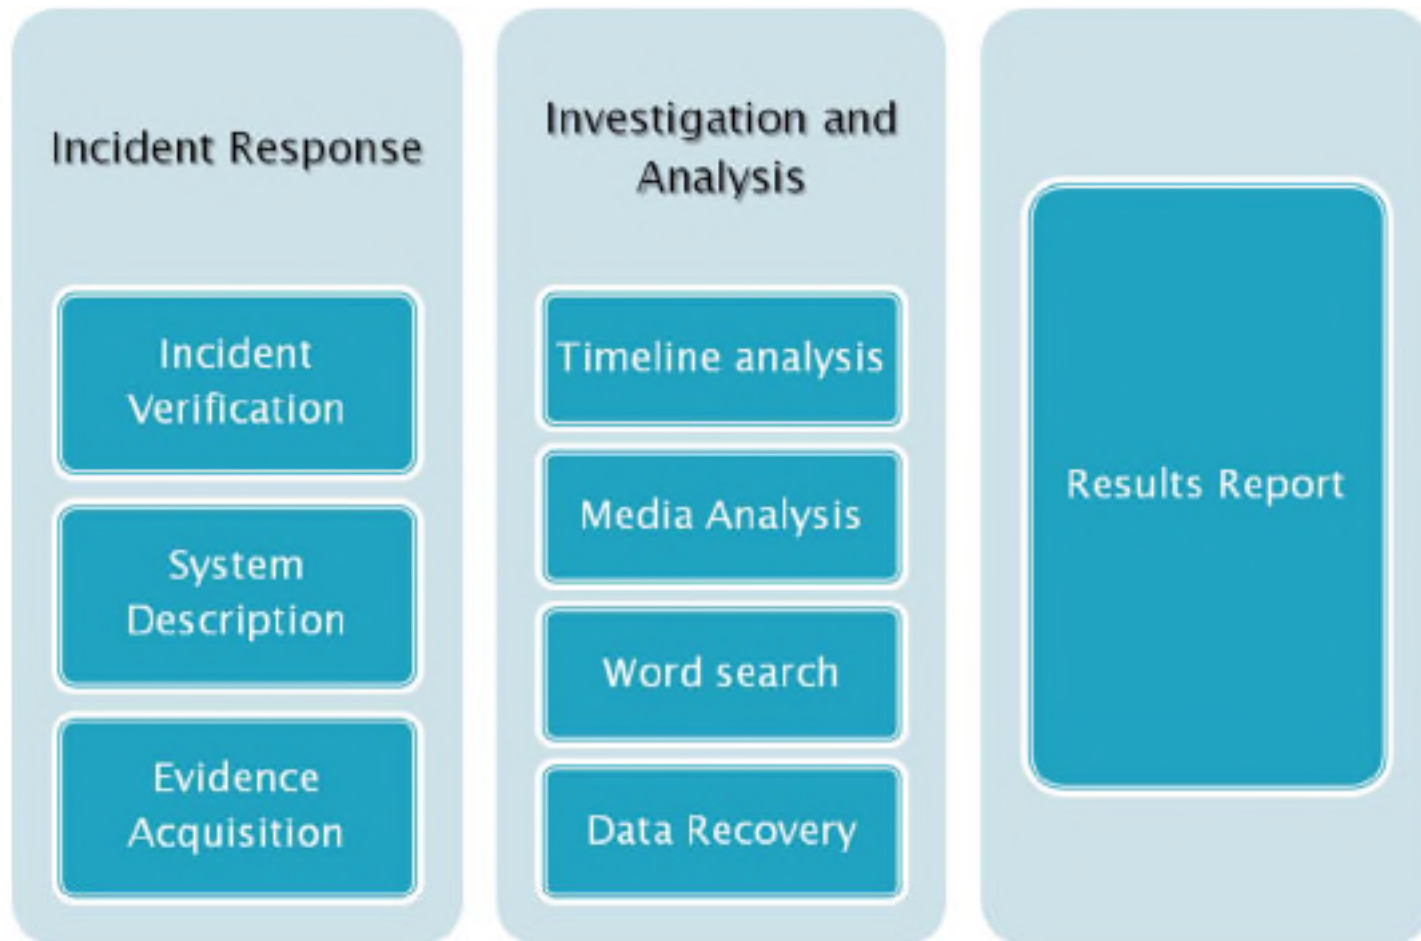 Incident Response
Incident
Verification
System
Description
Evidence
Acquisition
Investigation and
Analysis
Timeline analysis
Media Analysis
Word search
Data Recovery
Results Report